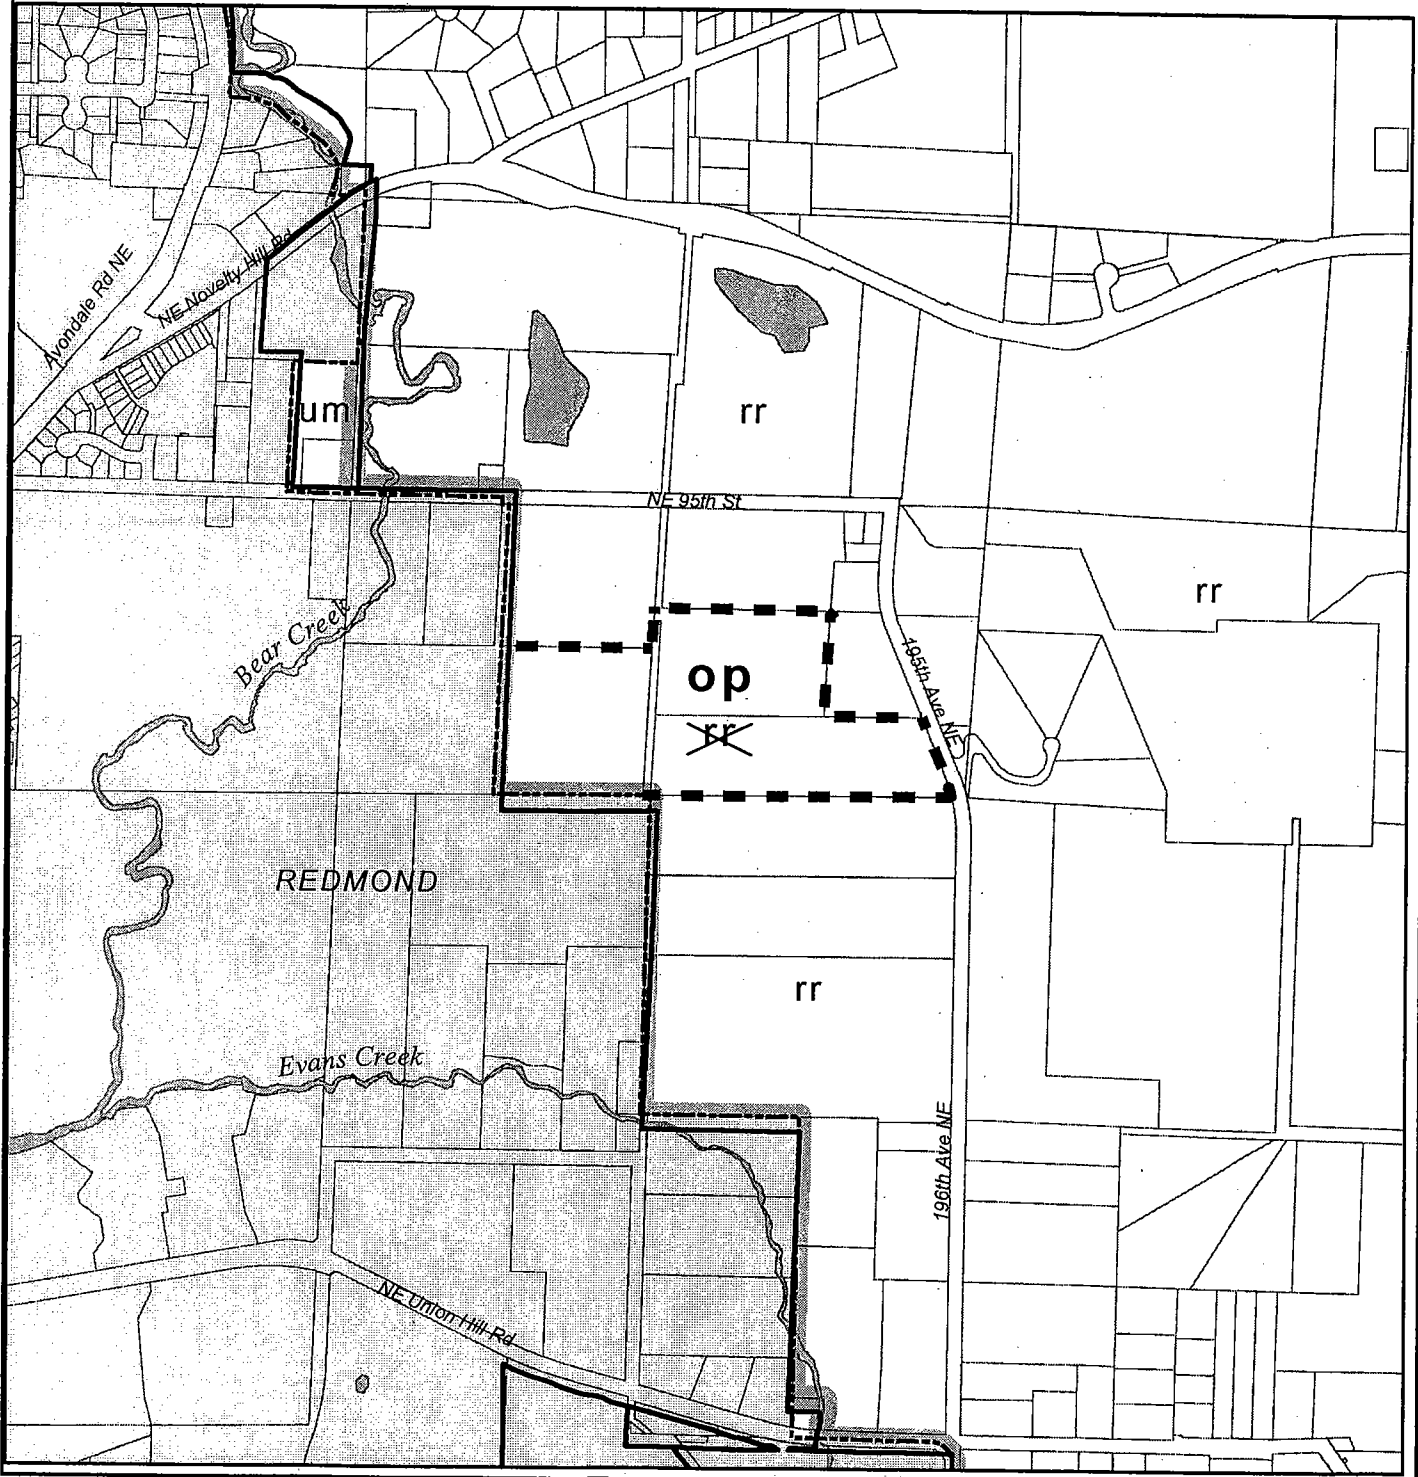 Avondale Rd NE
NE Novelty Hill Rd
um
rr
NE 95th St
rr
Bear Creek
op
195th Ave NE
rr
REDMOND
rr
Evans Creek
196th Ave NE
NE Union Hill Rd